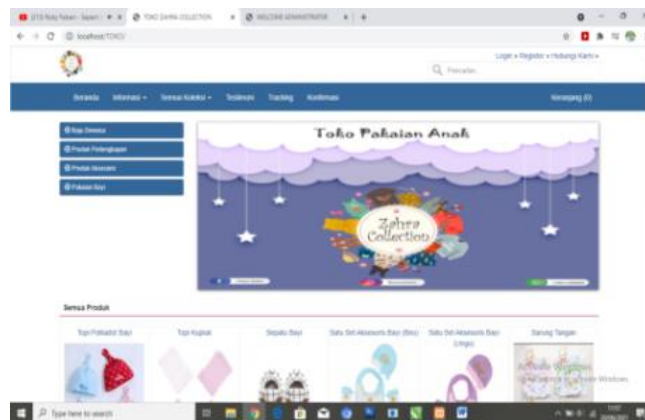 TOKO ZAHRA COLLECTION
WELCOME ADMINISTRATOR
localhost/TOKO/
Login » Register » Hubungi Kami »
Pencarian
Beranda Informasi Semua Koleksi Testimoni Tracking Konfirmasi Keranjang (0)
Baju Dewasa
Produk Perlengkapan
Produk Aksesoris
Pakaian Bayi
Toko Pakaian Anak
Zahra
Collection
Semua Produk
Topi Polkadot Bayi Topi Kupluk Sepatu Bayi Satu Set Aksesoris Bayi (Biru) Satu Set Aksesoris Bayi Sarung Tangan
(Ungu)
Activate Windows
Type here to search